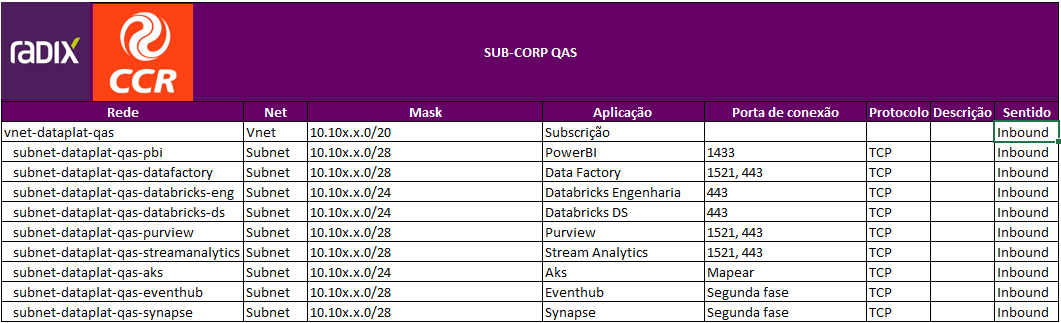 radix
CCR
SUB-CORP QAS
Rede Net Mask Aplicação Porta de conexão Protocolo Descrição Sentido
vnet-dataplat-qas Vnet 10.10x.x.0/20 Subscrição Inbound
subnet-dataplat-qas-pbi Subnet 10.10x.x.0/28 PowerBI 1433 TCP Inbound
subnet-dataplat-qas-datafactory Subnet 10.10x.x.0/28 Data Factory 1521, 443 TCP Inbound
subnet-dataplat-qas-databricks-eng Subnet 10.10x.x.0/24 Databricks Engenharia 443 TCP Inbound
subnet-dataplat-qas-databricks-ds Subnet 10.10x.x.0/24 Databricks DS 443 TCP Inbound
subnet-dataplat-qas-purview Subnet 10.10x.x.0/28 Purview 1521, 443 TCP Inbound
subnet-dataplat-qas-streamanalytics Subnet 10.10x.x.0/28 Stream Analytics 1521, 443 TCP Inbound
subnet-dataplat-qas-aks Subnet 10.10x.x.0/24 Aks Mapear TCP Inbound
subnet-dataplat-qas-eventhub Subnet 10.10x.x.0/28 Eventhub Segunda fase TCP Inbound
subnet-dataplat-qas-synapse Subnet 10.10x.x.0/28 Synapse Segunda fase TCP Inbound